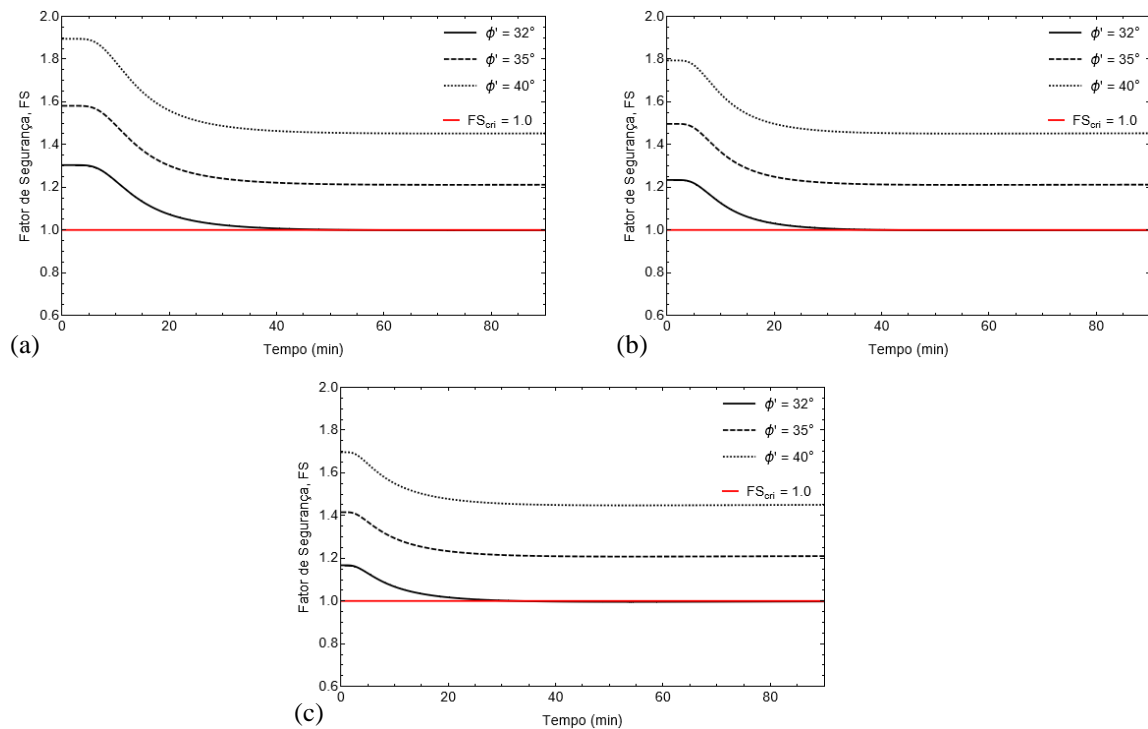 2.0
1.8
1.6
1.4
1.2
1.0
0.8
0.6
Fator de Segurança, FS
ϕ' = 32°
ϕ' = 35°
ϕ' = 40°
FScri = 1.0
0 20 40 60 80
Tempo (min)
(a)
2.0
1.8
1.6
1.4
1.2
1.0
0.8
0.6
Fator de Segurança, FS
ϕ' = 32°
ϕ' = 35°
ϕ' = 40°
FScri = 1.0
0 20 40 60 80
Tempo (min)
(b)
2.0
1.8
1.6
1.4
1.2
1.0
0.8
0.6
Fator de Segurança, FS
ϕ' = 32°
ϕ' = 35°
ϕ' = 40°
FScri = 1.0
0 20 40 60 80
Tempo (min)
(c)